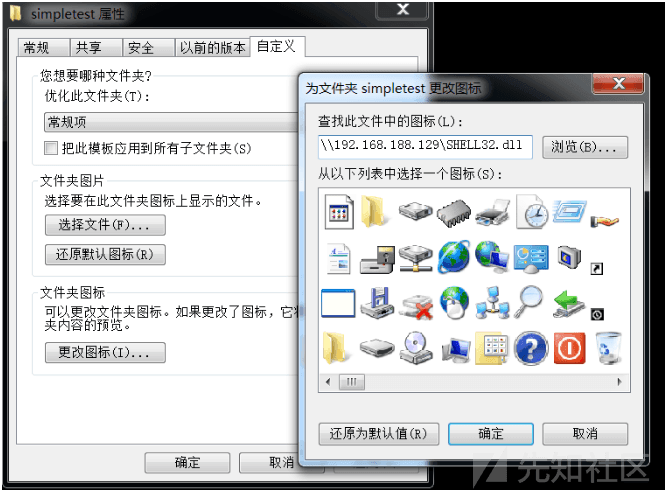 simpletest 属性
常规
共享
安全
以前的版本
自定义
您想要哪种文件夹?
优化此文件夹(T):
常规项
把此模板应用到所有子文件夹(S)
文件夹图片
选择要在此文件夹图标上显示的文件。
选择文件(F)...
还原默认图标(R)
文件夹图标
可以更改文件夹图标。如果更改了图标，它将
夹内容的预览。
更改图标(I)...
确定
取消
为文件夹 simpletest 更改图标
查找此文件中的图标(L):
\\192.168.188.129\SHELL32.dll
浏览(B)...
从以下列表中选择一个图标(S):
还原为默认值(R)
确定
取消
先知社区